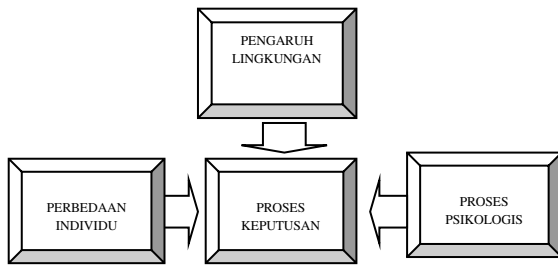 PENGARUH
LINGKUNGAN
PERBEDAAN
INDIVIDU
PROSES
KEPUTUSAN
PROSES
PSIKOLOGIS